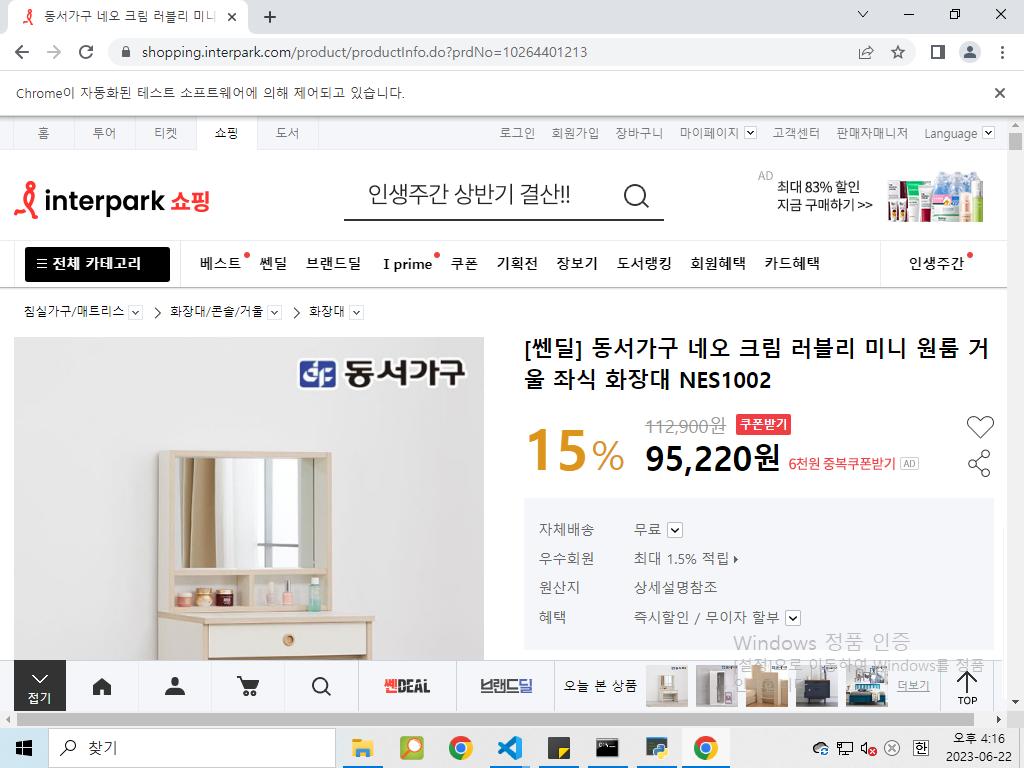 동서가구 네오 크림 러블리 미니
shopping.interpark.com/product/productInfo.do?prdNo=10264401213
Chrome이 자동화된 테스트 소프트웨어에 의해 제어되고 있습니다.
홈 투어 티켓 쇼핑 도서 로그인 회원가입 장바구니 마이페이지 고객센터 판매자매니저 Language
interpark 쇼핑
인생주간 상반기 결산!!
AD
최대 83% 할인
지금 구매하기 >>
전체 카테고리 베스트 쎈딜 브랜드딜 I prime 쿠폰 기획전 장보기 도서랭킹 회원혜택 카드혜택 인생주간
침실가구/매트리스 화장대/콘솔/거울 화장대
동서가구
[쎈딜] 동서가구 네오 크림 러블리 미니 원룸 거
울 좌식 화장대 NES1002
15%
112,900원 쿠폰받기
95,220원 6천원 중복쿠폰받기 AD
자체배송 무료
우수회원 최대 1.5% 적립
원산지 상세설명참조
혜택 즉시할인 / 무이자 할부
Windows 정품 인증
[설정]으로 이동하여 Windows를 정품
접기
쎈DEAL
브랜드딜
오늘 본 상품
더보기
TOP
찾기
한
오후 4:16
2023-06-22